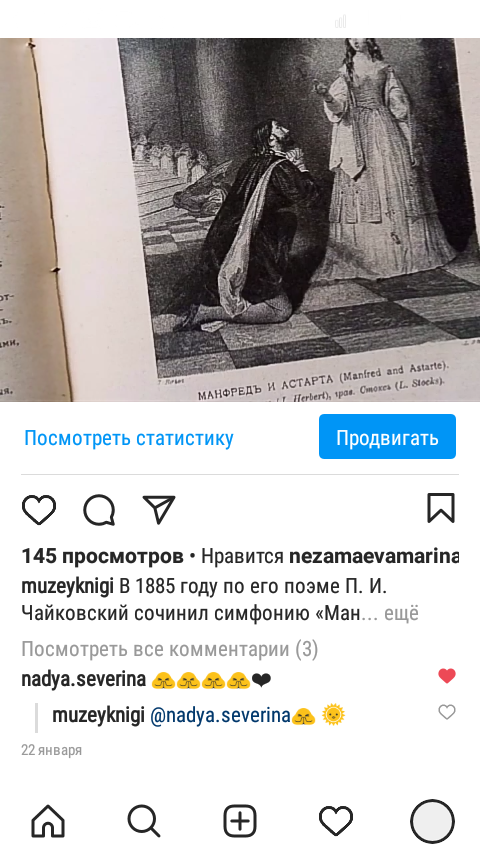 МАНФРЕДЪ И АСТАРТА (Manfred and Astarte).
Herbert), грав. Стоксъ (L. Stocks).
Посмотреть статистику
Продвигать
145 просмотров • Нравится nezamaevamarina
muzeyknigi В 1885 году по его поэме П. И.
Чайковский сочинил симфонию «Ман... ещё
Посмотреть все комментарии (3)
nadya.severina 🙏🙏🙏🙏❤
muzeyknigi @nadya.severina🙏 🌞
22 января